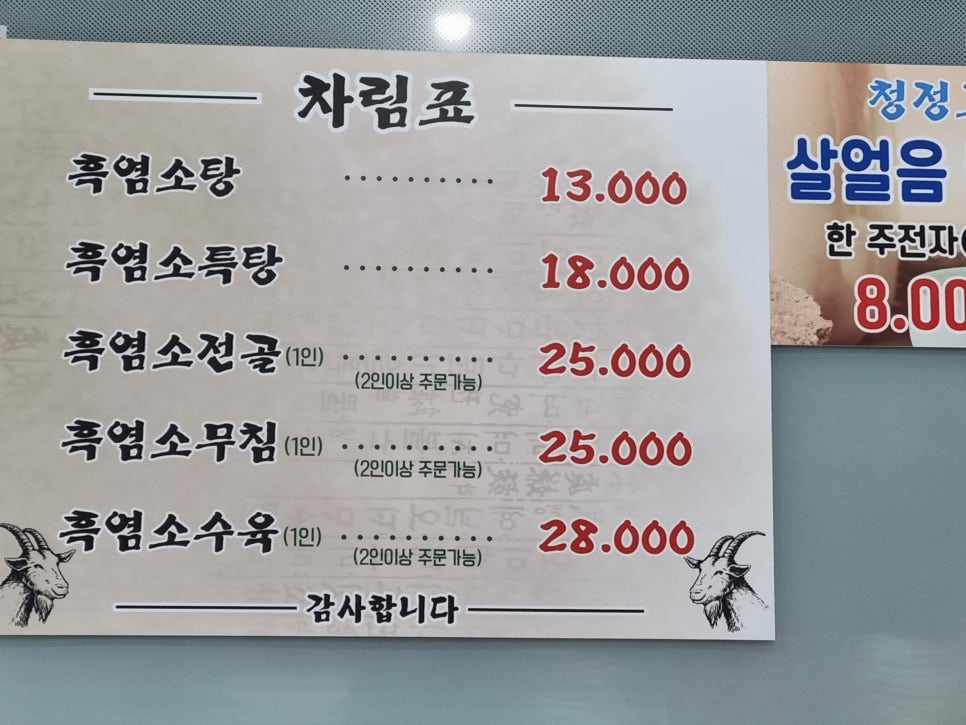 차림표
흑염소탕 .......... 13.000
흑염소특탕 .......... 18.000
흑염소전골(1인) .......... 25.000
(2인이상 주문가능)
흑염소무침(1인) .......... 25.000
(2인이상 주문가능)
흑염소수육(1인) .......... 28.000
(2인이상 주문가능)
감사합니다
청정
살얼음
한 주전자
8.00